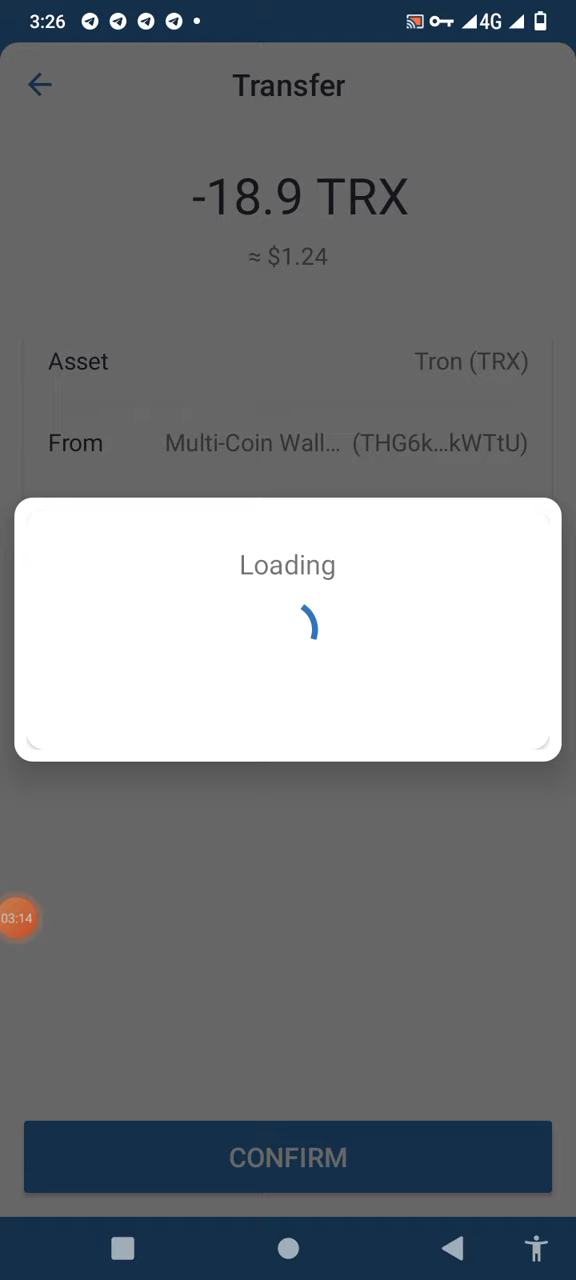 3:26 4G
Transfer
-18.9 TRX
≈ $1.24
Asset Tron (TRX)
From Multi-Coin Wall... (THG6k...kWTtU)
Loading
03:14
CONFIRM